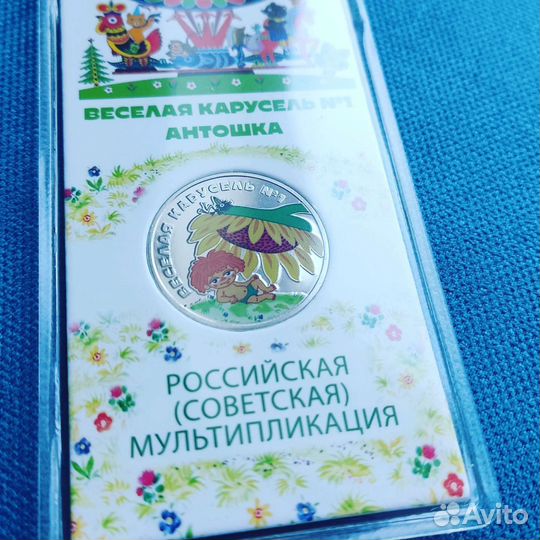 ВЕСЕЛАЯ КАРУСЕЛЬ №1
АНТОШКА
ВЕСЕЛАЯ КАРУСЕЛЬ №1
РОССИЙСКАЯ
(СОВЕТСКАЯ)
МУЛЬТИПЛИКАЦИЯ
Avito